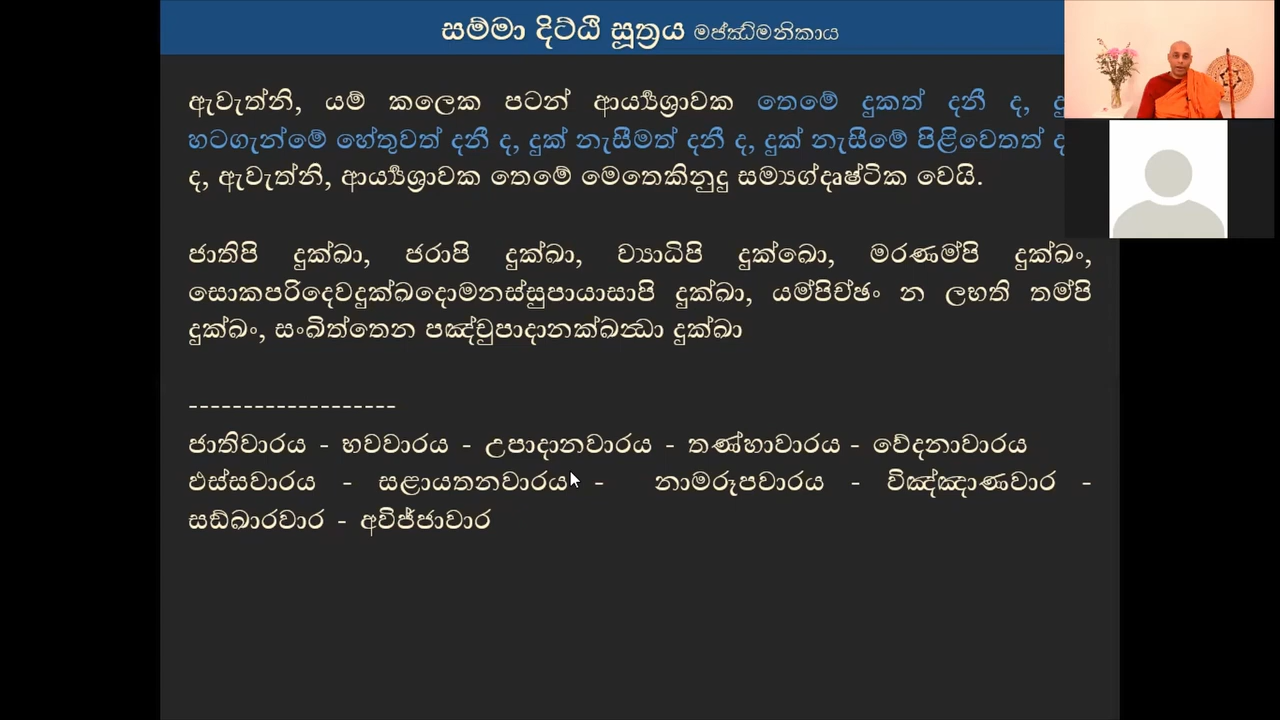 සම්මා දිට්ඨි සූත්‍රය මජ්ඣිමනිකාය
ඇවැත්නි, යම් කලෙක පටන් ආර්‍ය්‍යශ්‍රාවක තෙමේ දුකත් දනී ද,
හටගැන්මේ හේතුවත් දනී ද, දුක් නැසීමත් දනී ද, දුක් නැසීමේ පිළිවෙතත්
ද, ඇවැත්නි, ආර්‍ය්‍යශ්‍රාවක තෙමේ මෙතෙකිනුදු සම්‍යග්දෘෂ්ටික වෙයි.
ජාතිපි දුක්ඛා, ජරාපි දුක්ඛා, ව්‍යාධිපි දුක්ඛො, මරණම්පි දුක්ඛං,
සොකපරිදෙවදුක්ඛදොමනස්සුපායාසාපි දුක්ඛා, යම්පිච්ඡං න ලභති තම්පි
දුක්ඛං, සංඛිත්තෙන පඤ්චුපාදානක්ඛන්‍ධා දුක්ඛා
-------------------
ජාතිවාරය - භවවාරය - උපාදානවාරය - තණ්හාවාරය - වේදනාවාරය
ඵස්සවාරය - සළායතනවාරය - නාමරූපවාරය - විඤ්ඤාණවාර -
සඞ්ඛාරවාර - අවිජ්ජාවාර